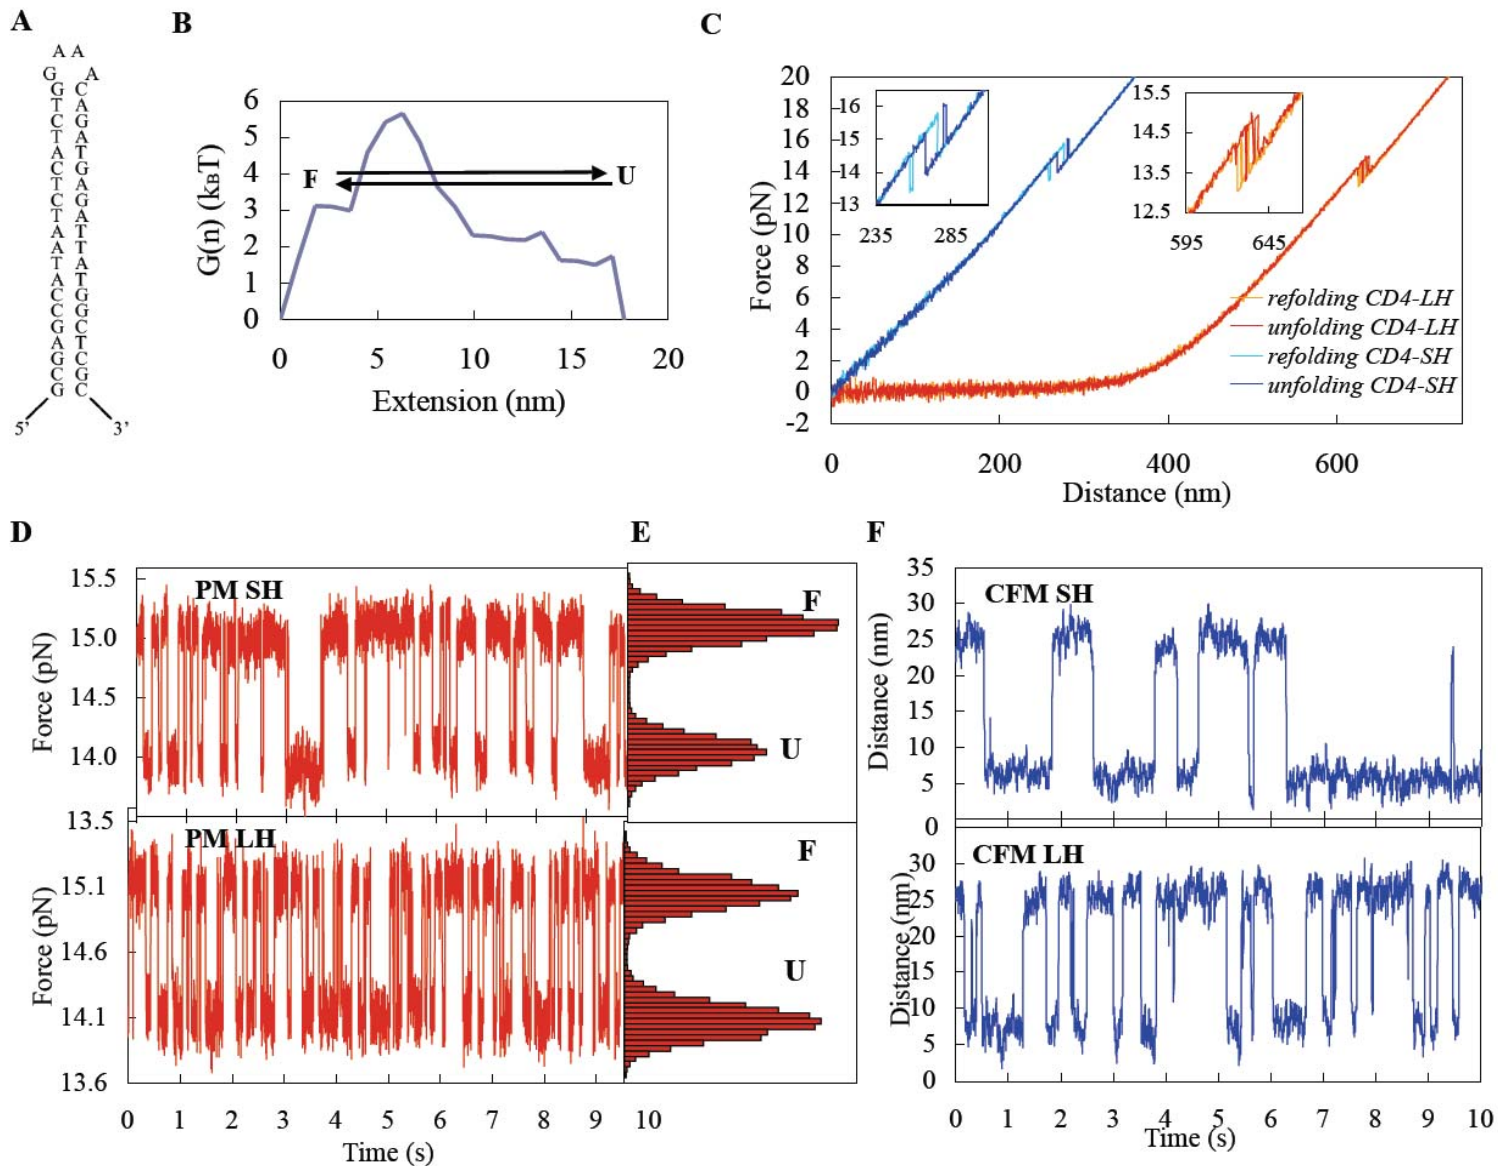 A
A A
G A
G C
T A
C G
T A
A T
C G
T A
C G
T A
A T
A T
T A
A T
C G
C G
G C
A T
G C
C G
G C
5' 3'
B
6
5
4
3
2
1
0
G(n) (kBT)
F U
0 5 10 15 20
Extension (nm)
C
20
18
16
14
12
10
8
6
4
2
0
-2
Force (pN)
16
15
14
13
235 285
15.5
14.5
13.5
12.5
595 645
refolding CD4-LH
unfolding CD4-LH
refolding CD4-SH
unfolding CD4-SH
0 200 400 600
Distance (nm)
D
PM SH
15.5
15.0
14.5
14.0
13.5
Force (pN)
PM LH
15.1
14.6
14.1
13.6
Force (pN)
0 1 2 3 4 5 6 7 8 9 10
Time (s)
E
F
U
F
U
F
CFM SH
35
30
25
20
15
10
5
0
Distance (nm)
CFM LH
30
25
20
15
10
5
0
Distance (nm)
0 1 2 3 4 5 6 7 8 9 10
Time (s)